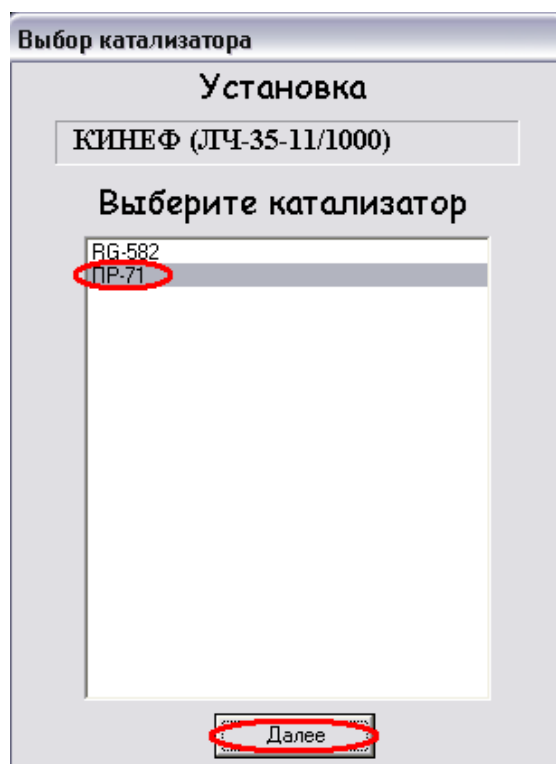 Выбор катализатора
Установка
КИНЕФ (ЛЧ-35-11/1000)
Выберите катализатор
RG-582
ПР-71
Далее